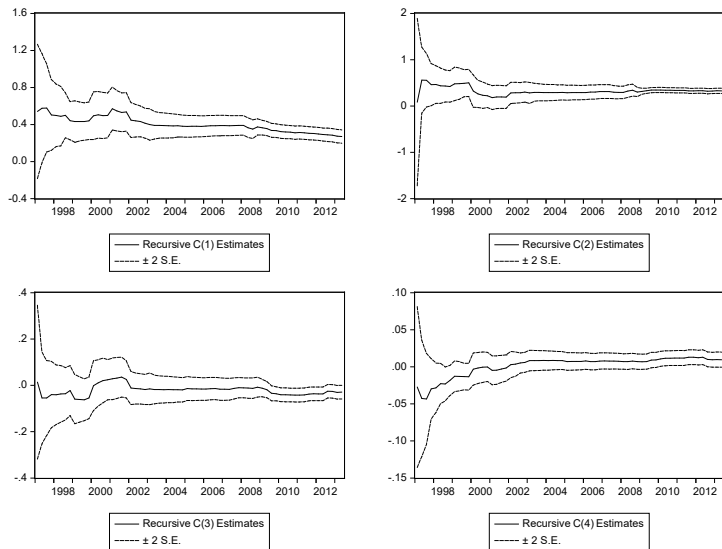 1.6
1.2
0.8
0.4
0.0
-0.4
1998 2000 2002 2004 2006 2008 2010 2012
Recursive C(1) Estimates
± 2 S.E.
2
1
0
-1
-2
1998 2000 2002 2004 2006 2008 2010 2012
Recursive C(2) Estimates
± 2 S.E.
.4
.2
.0
-.2
-.4
1998 2000 2002 2004 2006 2008 2010 2012
Recursive C(3) Estimates
± 2 S.E.
.10
.05
.00
-.05
-.10
-.15
1998 2000 2002 2004 2006 2008 2010 2012
Recursive C(4) Estimates
± 2 S.E.